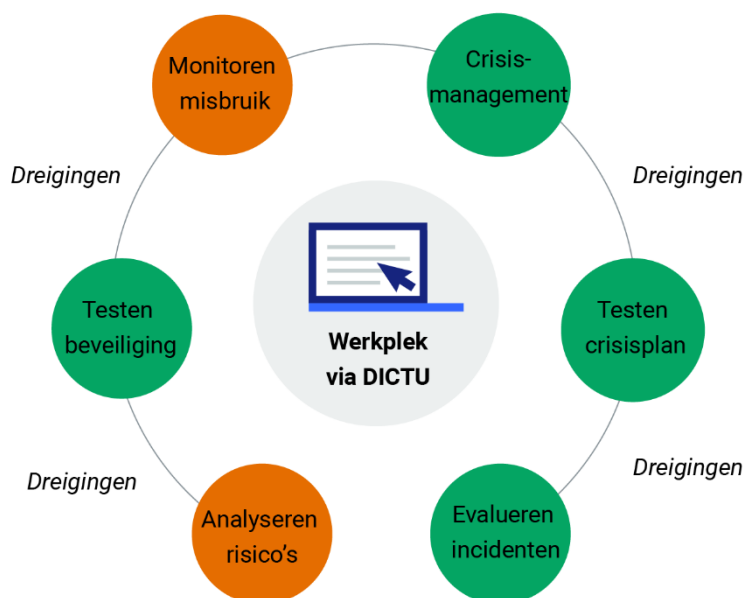 Monitoren
misbruik
Crisis-
management
Dreigingen
Dreigingen
Testen
beveiliging
Werkplek
via DICTU
Testen
crisisplan
Dreigingen
Dreigingen
Analyseren
risico’s
Evalueren
incidenten